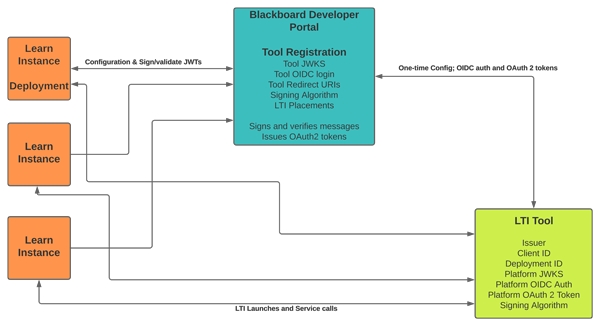 Blackboard Developer
Portal
Tool Registration
Tool JWKS
Tool OIDC login
Tool Redirect URIs
Signing Algorithm
LTI Placements
Signs and verifies messages
Issues OAuth2 tokens
Learn
Instance
Deployment
Configuration & Sign/validate JWTs
One-time Config; OIDC auth and OAuth 2 tokens
Learn
Instance
Learn
Instance
LTI Tool
Issuer
Client ID
Deployment ID
Platform JWKS
Platform OIDC Auth
Platform OAuth 2 Token
Signing Algorithm
LTI Launches and Service calls